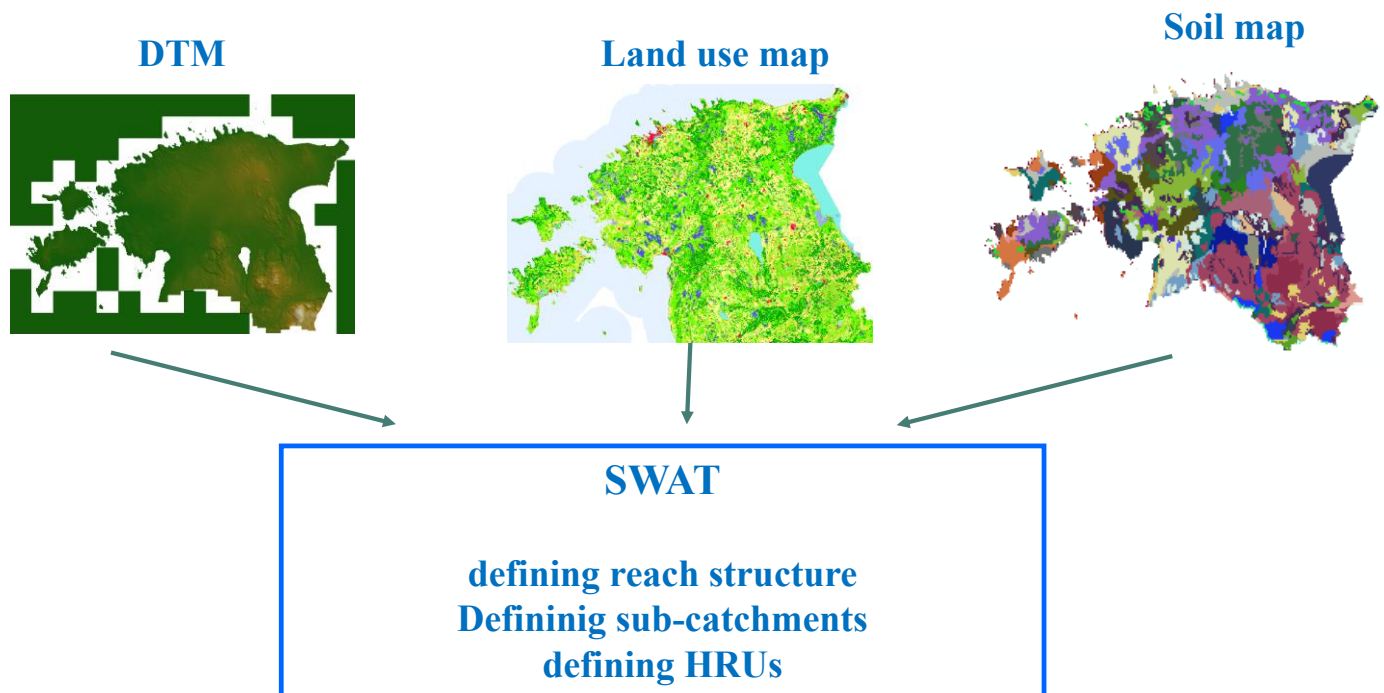 DTM
Land use map
Soil map
SWAT
defining reach structure
Defininig sub-catchments
defining HRUs